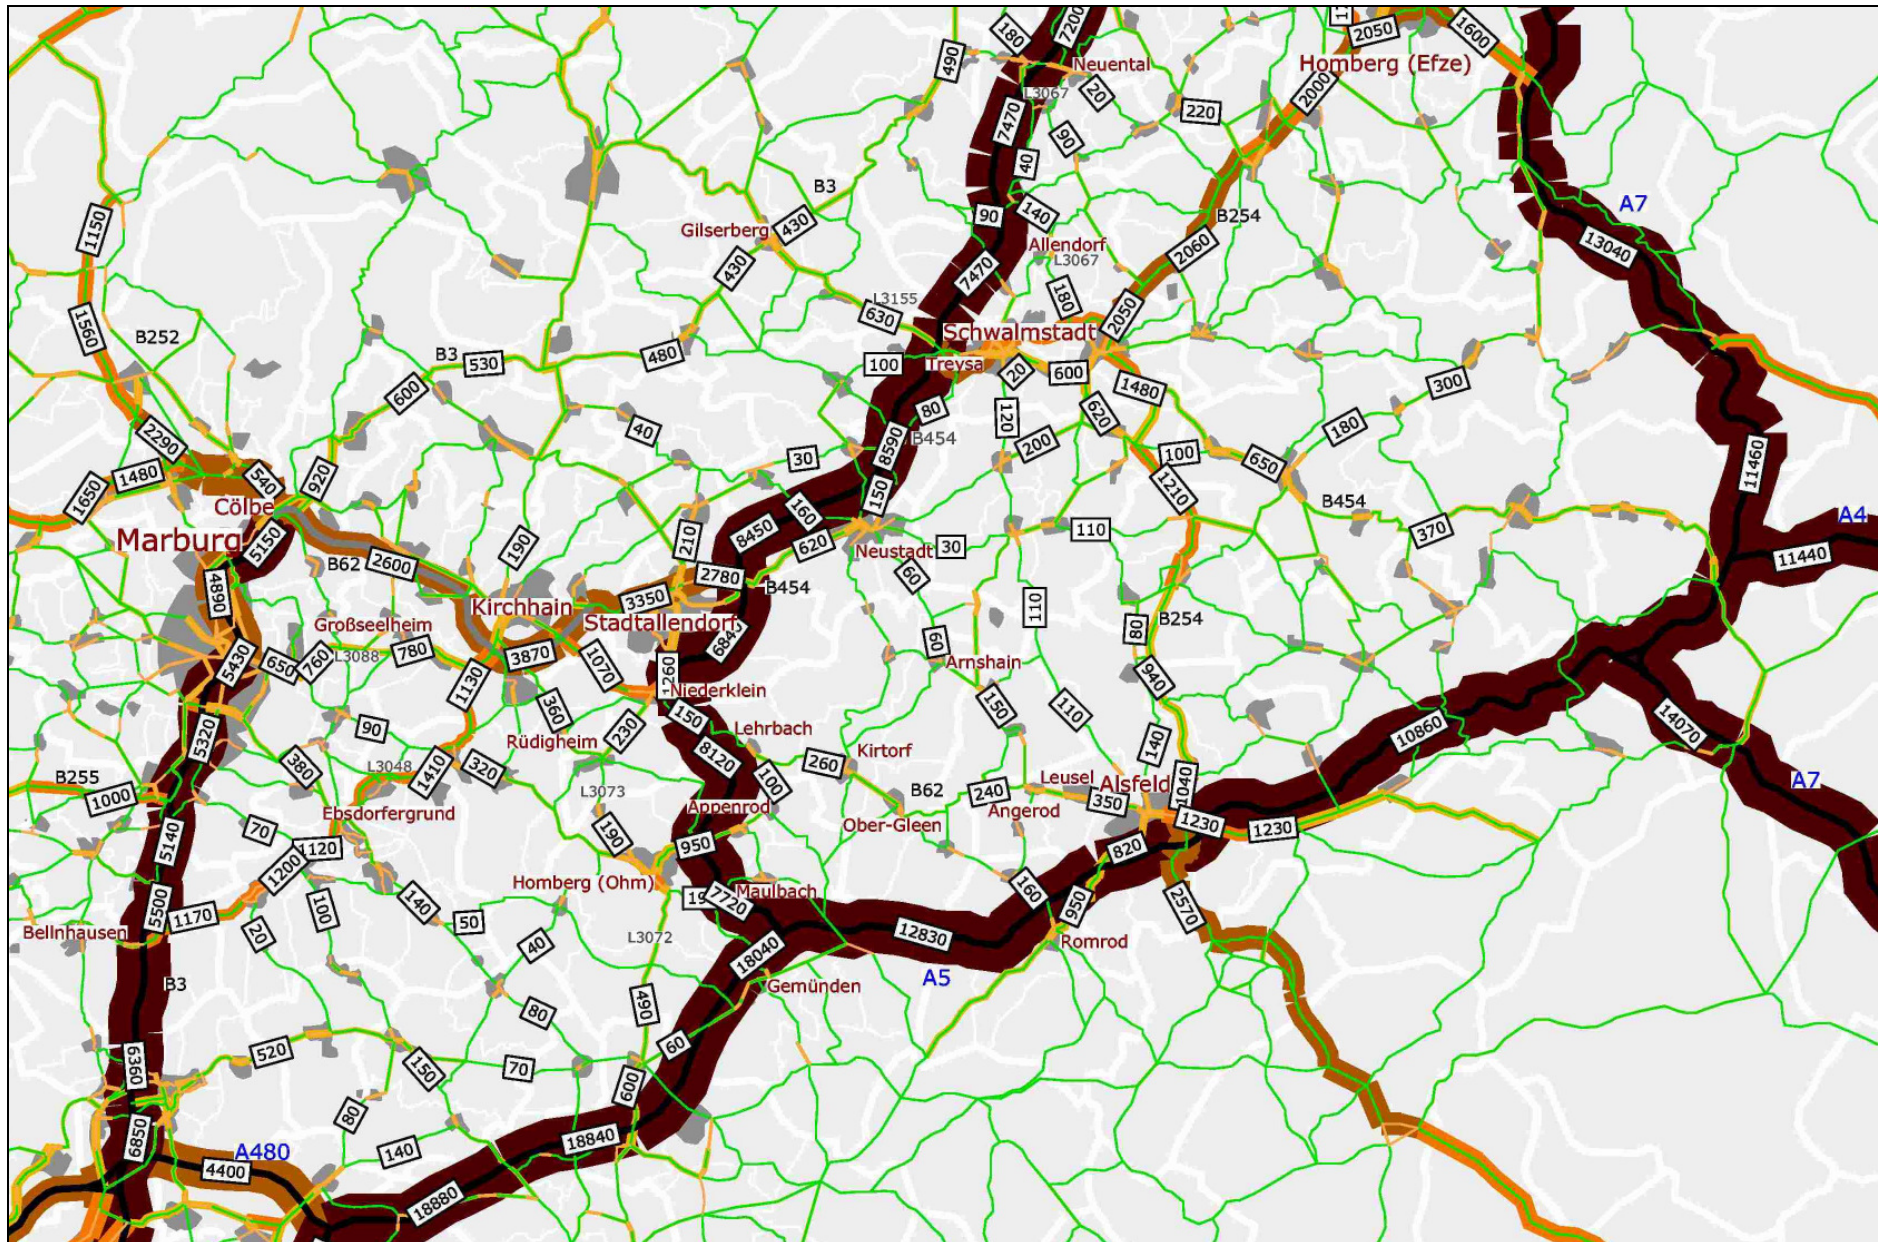 180
7200
490
Neuental
20
L3067
7470
90
220
2050
1600
Homberg (Efze)
2000
40
B3
1150
Gilserberg
430
90
140
B254
A7
13040
430
Allendorf
L3067
2060
7470
180
L3155
630
2050
1560
B252
Schwalmstadt
B3
530
480
100
Treysa
20
600
1480
300
600
80
120
620
180
2290
40
B454
8590
200
100
650
11460
1480
540
920
30
1210
1650
Cölbe
150
B454
A4
Marburg
5150
190
210
8450
160
620
Neustadt
30
110
370
11440
B62
2600
2780
B454
60
4890
Kirchhain
3350
110
Großseelheim
Stadtallendorf
80
B254
650
760
L3088
780
3870
1070
60
Arnshain
5430
1130
1260
Niederklein
940
360
150
150
110
90
Rüdigheim
230
Lehrbach
14070
10860
5320
8120
260
Kirtorf
140
380
L3048
1410
320
100
Leusel
Alsfeld
1040
A7
B255
1000
L3073
Appenrod
B62
240
350
Ebsdorfergrund
Ober-Gleen
Angerod
1230
1230
70
190
5140
1120
950
820
1200
Homberg (Ohm)
7720
Maulbach
160
950
2570
5500
1170
100
140
50
Bellnhausen
20
40
L3072
12830
Romrod
18040
A5
B3
Gemünden
490
80
6360
520
60
150
70
600
80
6850
A480
140
18840
4400
18880